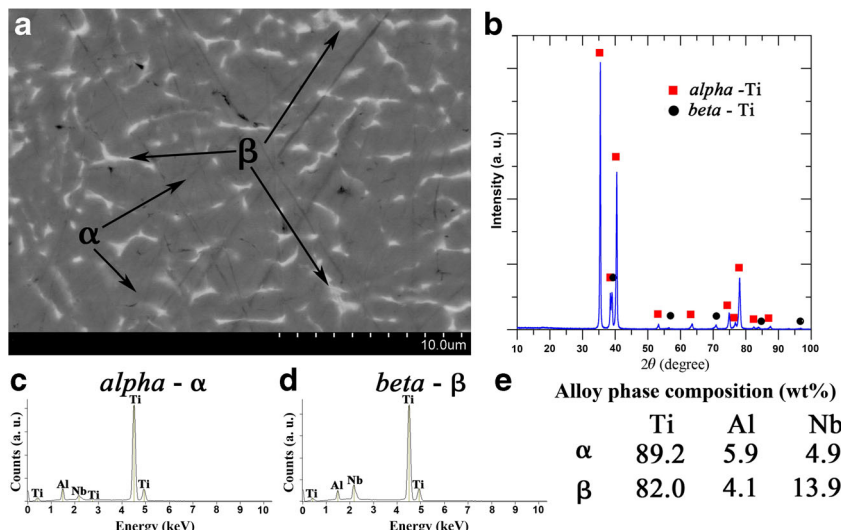 a
β
α
10.0um
b
alpha -Ti
beta - Ti
Intensity (a. u.)
10 20 30 40 50 60 70 80 90 100
2θ (degree)
c
alpha - α
Ti
Al
Nb
Ti
Ti
Ti
Counts (a. u.)
0 1 2 3 4 5 6 7 8 9 10
Energy (keV)
d
beta - β
Ti
Nb
Al
Ti
Ti
Counts (a. u.)
0 1 2 3 4 5 6 7 8 9 10
Energy (keV)
e
Alloy phase composition (wt%)
Ti Al Nb
α 89.2 5.9 4.9
β 82.0 4.1 13.9